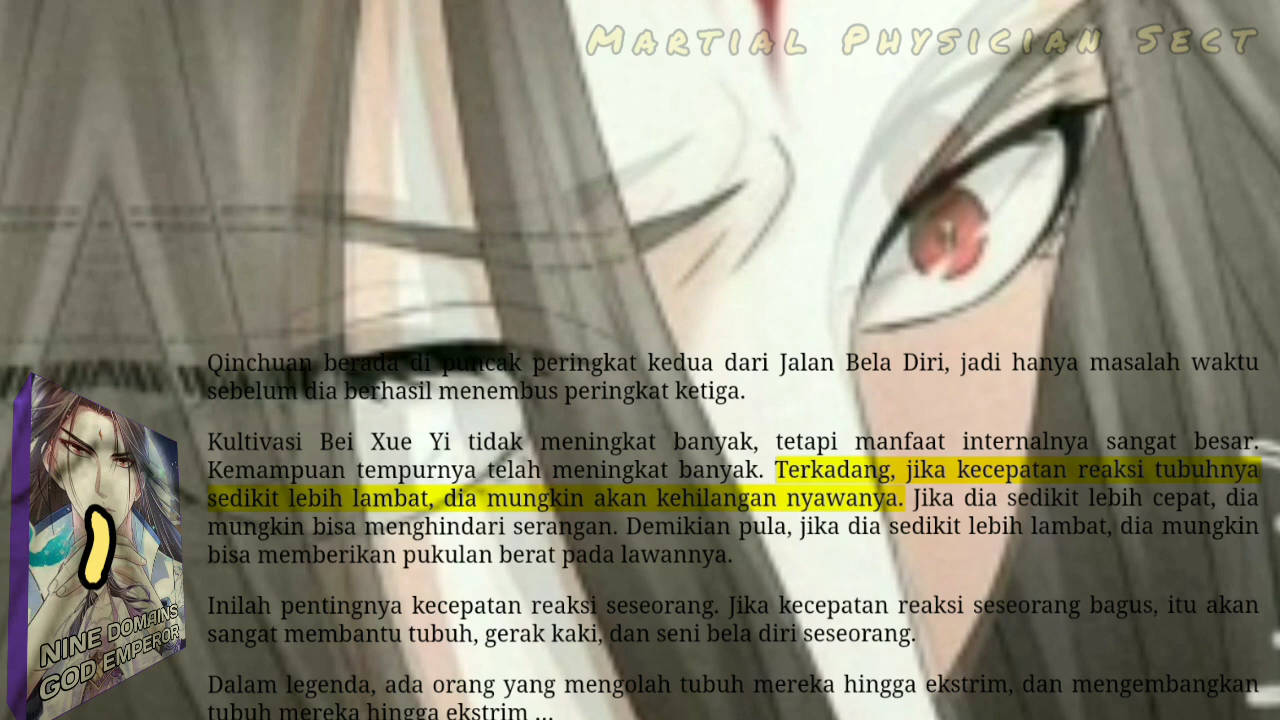 Martial Physician Sect
Qinchuan berada di puncak peringkat kedua dari Jalan Bela Diri, jadi hanya masalah waktu
sebelum dia berhasil menembus peringkat ketiga.
Kultivasi Bei Xue Yi tidak meningkat banyak, tetapi manfaat internalnya sangat besar.
Kemampuan tempurnya telah meningkat banyak. Terkadang, jika kecepatan reaksi tubuhnya
sedikit lebih lambat, dia mungkin akan kehilangan nyawanya. Jika dia sedikit lebih cepat, dia
mungkin bisa menghindari serangan. Demikian pula, jika dia sedikit lebih lambat, dia mungkin
bisa memberikan pukulan berat pada lawannya.
Inilah pentingnya kecepatan reaksi seseorang. Jika kecepatan reaksi seseorang bagus, itu akan
sangat membantu tubuh, gerak kaki, dan seni bela diri seseorang.
Dalam legenda, ada orang yang mengolah tubuh mereka hingga ekstrim, dan mengembangkan
tubuh mereka hingga ekstrim ...
NINE DOMAINS
GOD EMPEROR